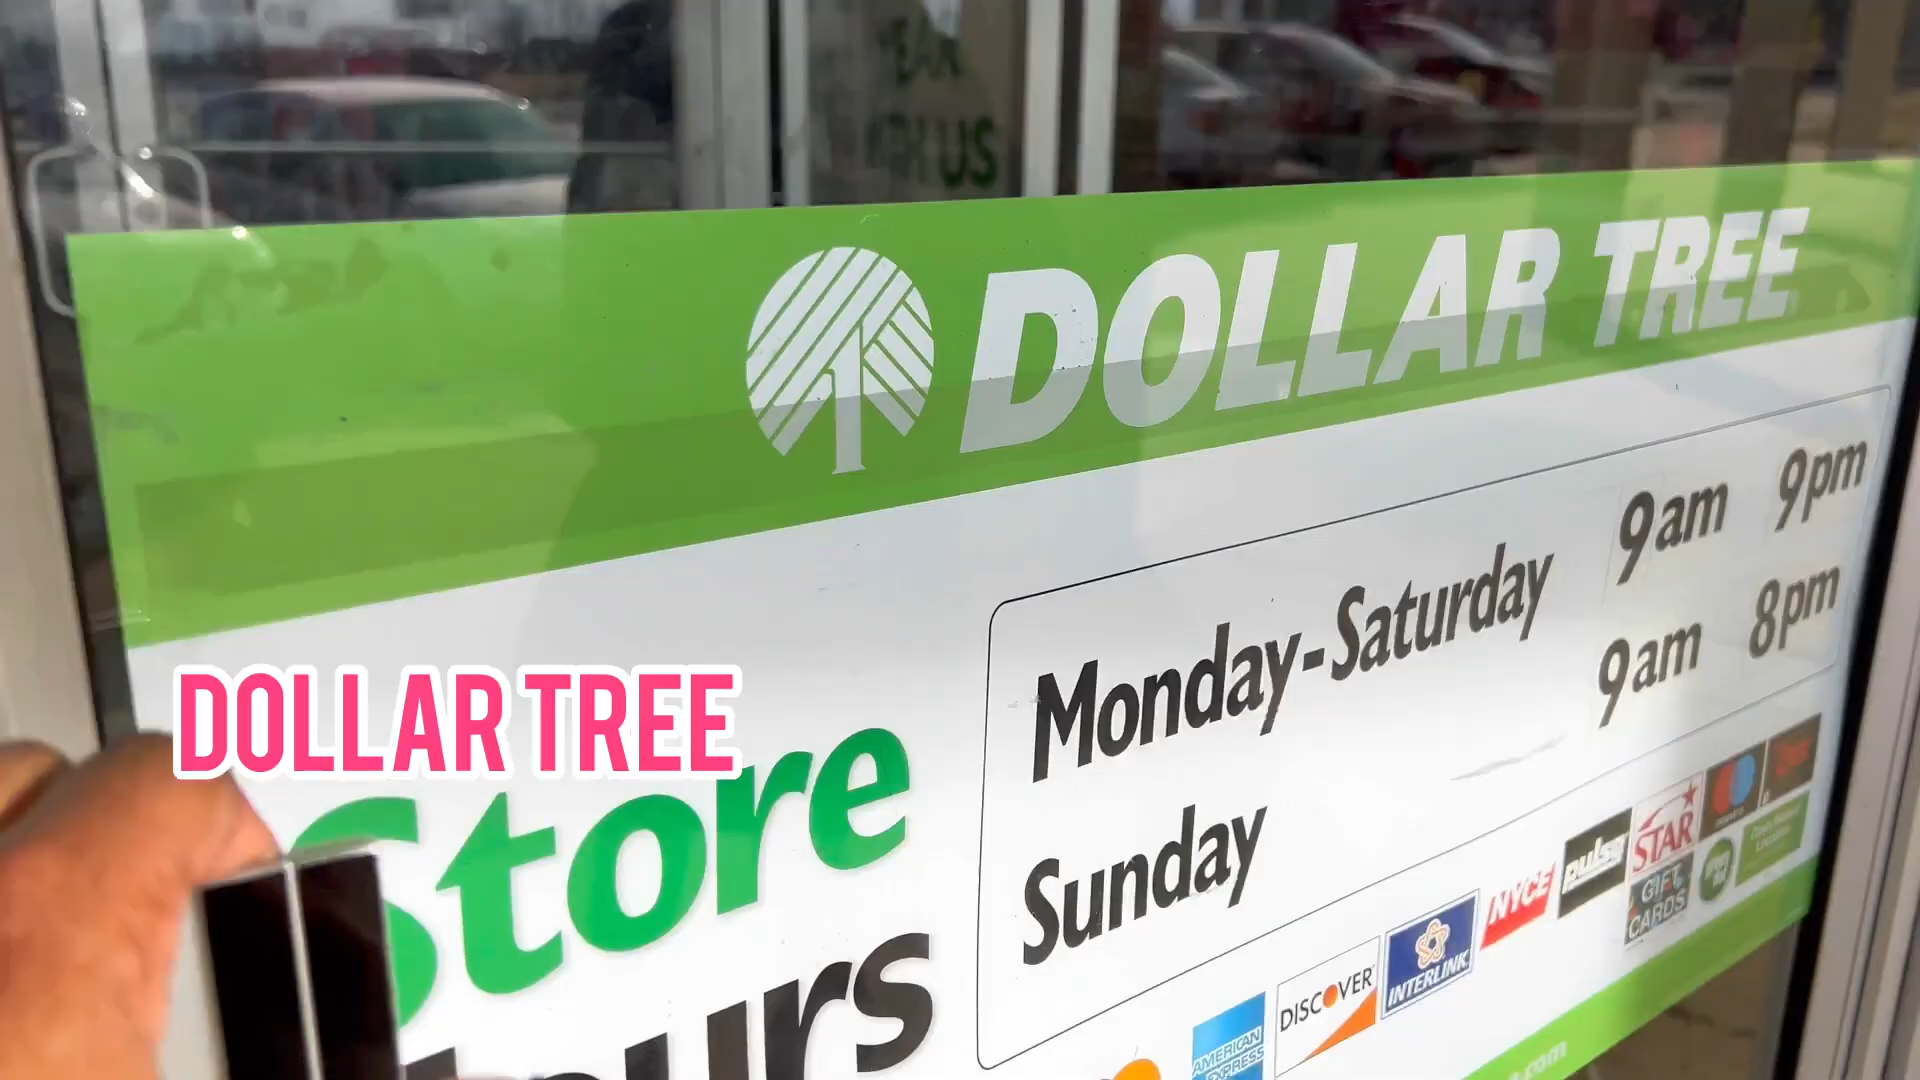 DOLLAR TREE
Monday-Saturday 9am 9pm
Sunday 9am 8pm
DOLLAR TREE
Store
STAR
pulse
GIFT CARDS
NYCE
INTERLINK
DISCOVER
AMERICAN EXPRESS
US